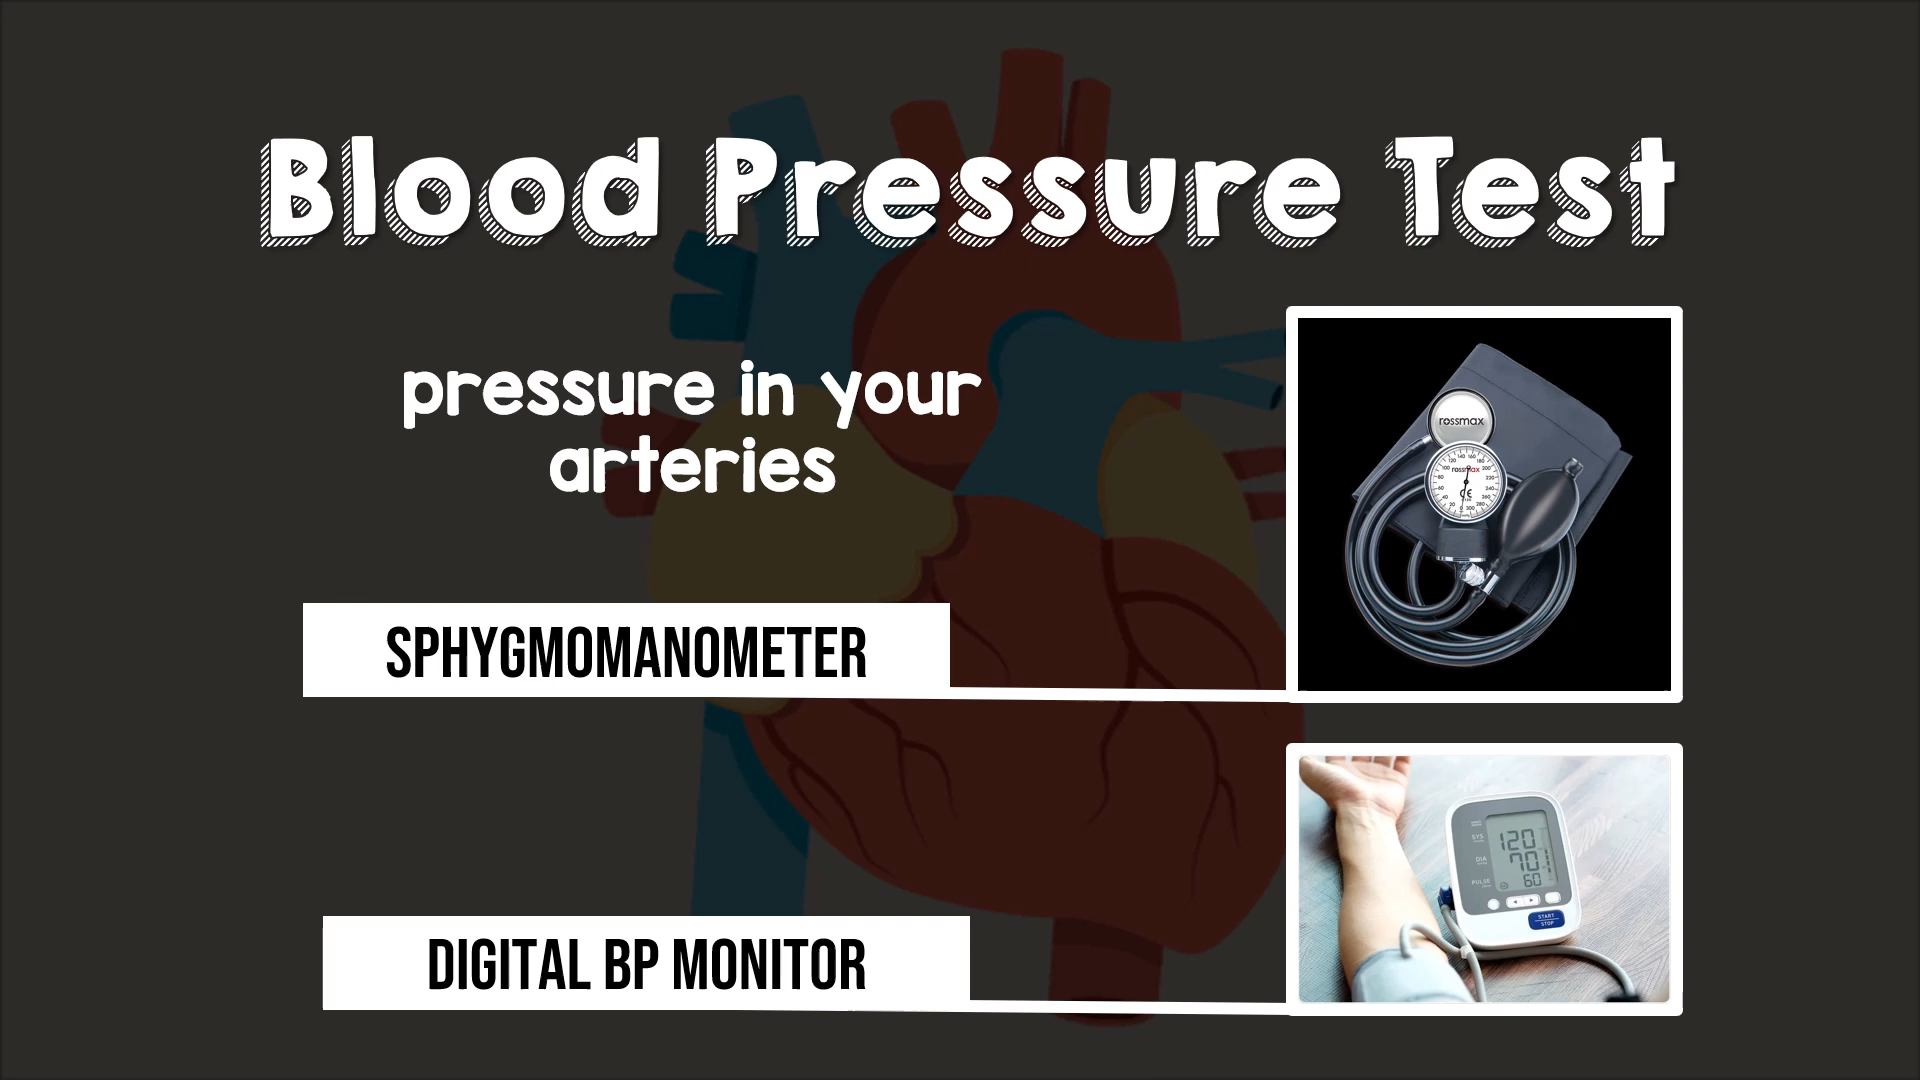 Blood Pressure Test
pressure in your
arteries
rossmax
rossmax
SPHYGMOMANOMETER
120
70
60
SYS
DIA
PULSE
START
STOP
DIGITAL BP MONITOR